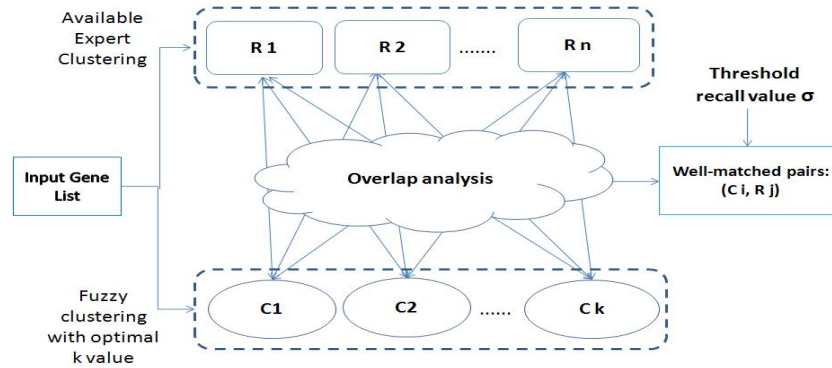 Available
Expert
Clustering
R 1
R 2
.......
R n
Threshold
recall value σ
Input Gene
List
Overlap analysis
Well-matched pairs:
(C i, R j)
Fuzzy
clustering
with optimal
k value
C1
C2
......
C k